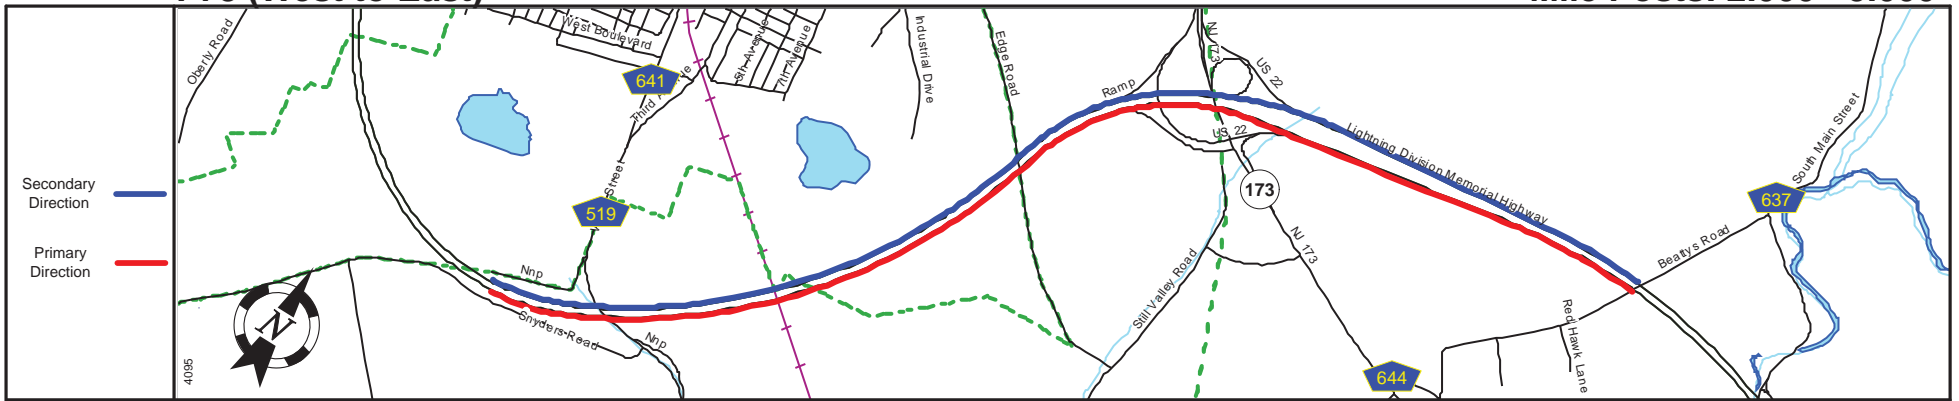 Secondary
Direction
Primary
Direction
Oberly Road
West Boulevard
641
5th Avenue
7th Avenue
Industrial Drive
Edge Road
Ramp
NJ 173
US 22
US 22
Lightning Division Memorial Highway
South Main Street
637
Street
519
173
Nnp
Snyders Road
Nnp
Still Valley Road
NJ 173
Beattys Road
Red Hawk Lane
644
N
4095